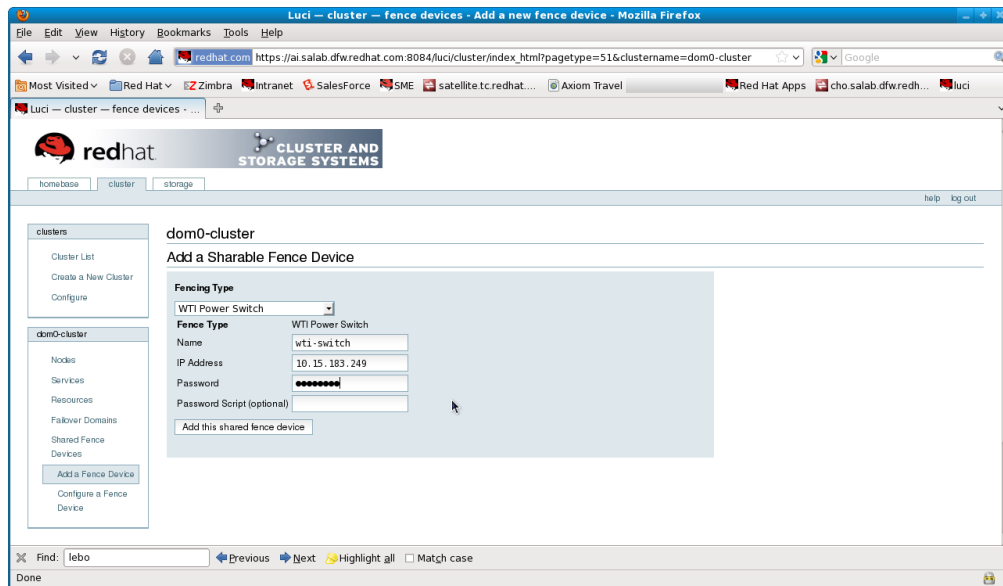 Luci — cluster — fence devices - Add a new fence device - Mozilla Firefox
File Edit View History Bookmarks Tools Help
redhat.com https://ai.salab.dfw.redhat.com:8084/luci/cluster/index_html?pagetype=51&clustername=dom0-cluster Google
Most Visited Red Hat Zimbra Intranet SalesForce SME satellite.tc.redhat.... Axiom Travel Red Hat Apps cho.salab.dfw.redh... luci
Luci — cluster — fence devices - ...
redhat. CLUSTER AND
STORAGE SYSTEMS
homebase cluster storage
help log out
clusters
Cluster List
Create a New Cluster
Configure
dom0-cluster
Nodes
Services
Resources
Failover Domains
Shared Fence
Devices
Add a Fence Device
Configure a Fence
Device
dom0-cluster
Add a Sharable Fence Device
Fencing Type
WTI Power Switch
Fence Type WTI Power Switch
Name wti-switch
IP Address 10.15.183.249
Password ●●●●●●●●
Password Script (optional)
Add this shared fence device
Find: lebo Previous Next Highlight all Match case
Done